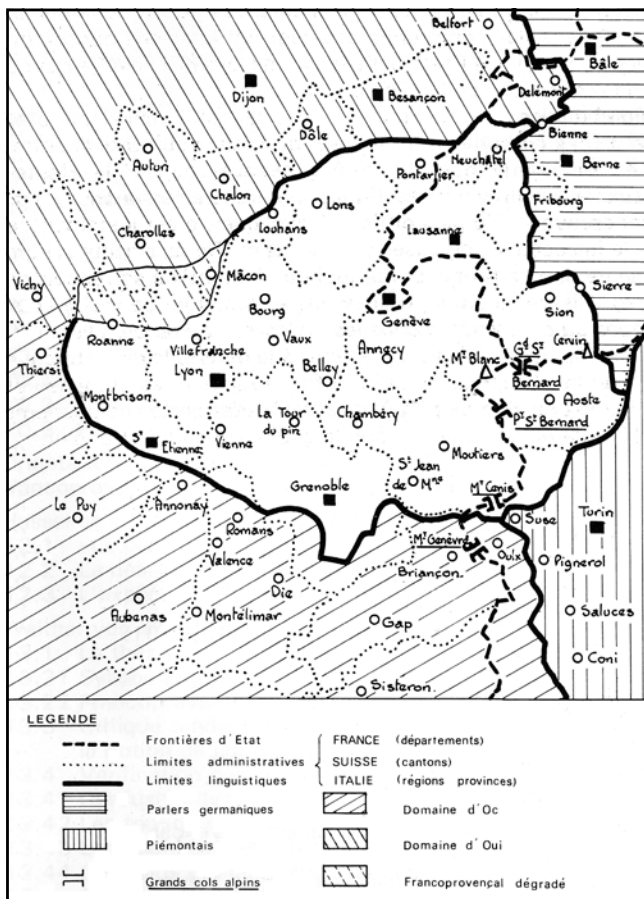 Belfort
Bâle
Dijon
Besançon
Delémont
Dôle
Bienne
Autun
Pontarlier
Neuchâtel
Berne
Chalon
Lons
Fribourg
Louhans
Lausanne
Charolles
Mâcon
Vichy
Bourg
Genève
Sion
Sierre
Roanne
Villefranche
Vaux
Annecy
Mt Blanc
Gd St
Bernard
Cervin
Thiers
Lyon
Belley
Aoste
Montbrison
La Tour
du pin
Chambéry
Pt St Bernard
St
Etienne
Vienne
Moutiers
St Jean
de Mne
Grenoble
Mt Cenis
Le Puy
Annonay
Suse
Turin
Romans
Mt Genèvre
Oulx
Valence
Briançon
Pignerol
Die
Aubenas
Montélimar
Gap
Saluces
Coni
Sisteron
LEGENDE
Frontières d'Etat
FRANCE (départements)
Limites administratives
SUISSE (cantons)
Limites linguistiques
ITALIE (régions provinces)
Parlers germaniques
Domaine d'Oc
Piémontais
Domaine d'Ouï
Grands cols alpins
Francoprovençal dégradé